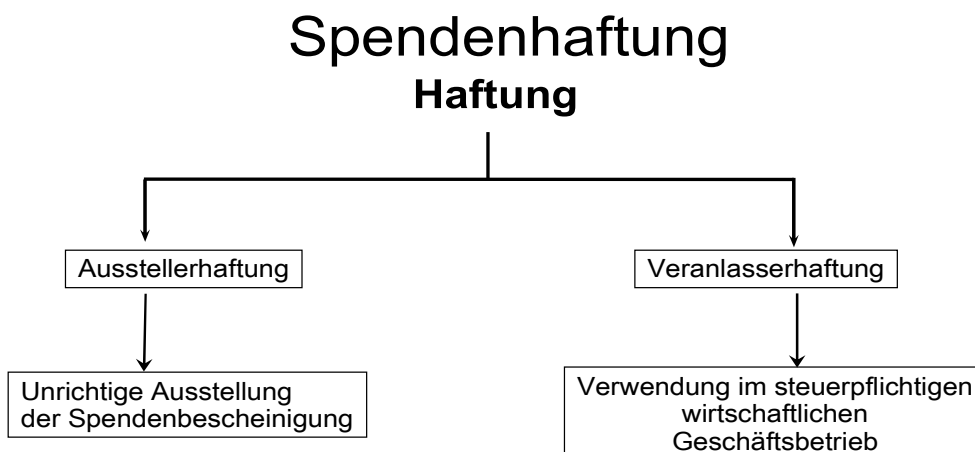 Spendenhaftung
Haftung
Ausstellerhaftung
Veranlasserhaftung
Unrichtige Ausstellung
der Spendenbescheinigung
Verwendung im steuerpflichtigen
wirtschaftlichen
Geschäftsbetrieb